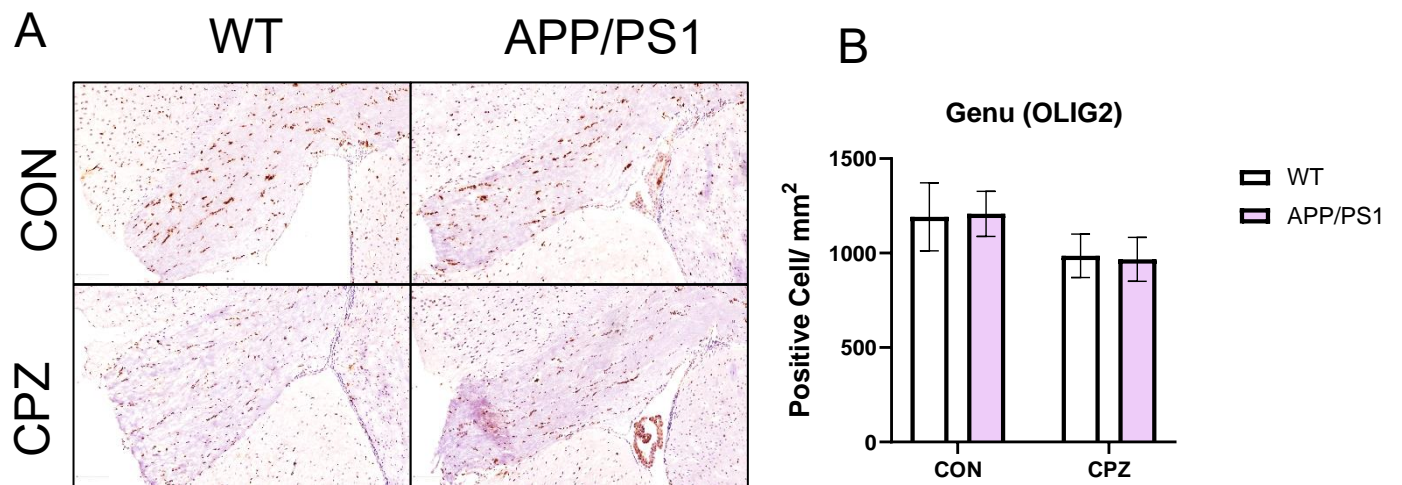 A
WT
APP/PS1
CON
CPZ
B
Genu (OLIG2)
Positive Cell/ mm2
1500
1000
500
0
CON
CPZ
WT
APP/PS1